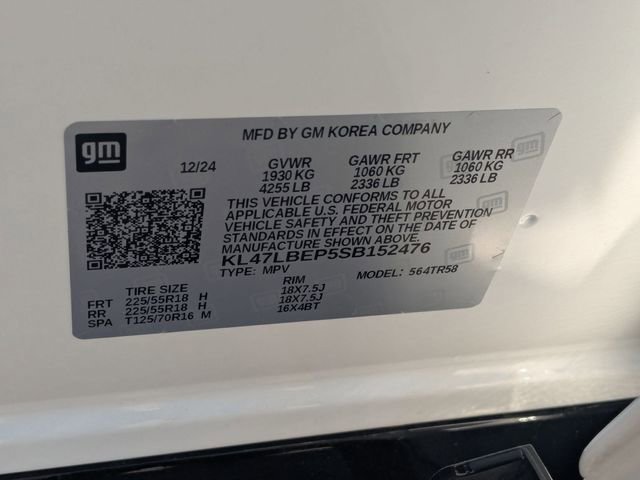 gm
MFD BY GM KOREA COMPANY
12/24 GVWR GAWR FRT GAWR RR
1930 KG 1060 KG 1060 KG
4255 LB 2336 LB 2336 LB
THIS VEHICLE CONFORMS TO ALL
APPLICABLE U.S. FEDERAL MOTOR
VEHICLE SAFETY AND THEFT PREVENTION
STANDARDS IN EFFECT ON THE DATE
OF MANUFACTURE SHOWN ABOVE.
KL47LBEP5SB152476
TYPE: MPV MODEL: 564TR58
TIRE SIZE RIM
FRT 225/55R18 H 18X7.5J
RR 225/55R18 H 18X7.5J
SPA T125/70R16 M 16X4BT